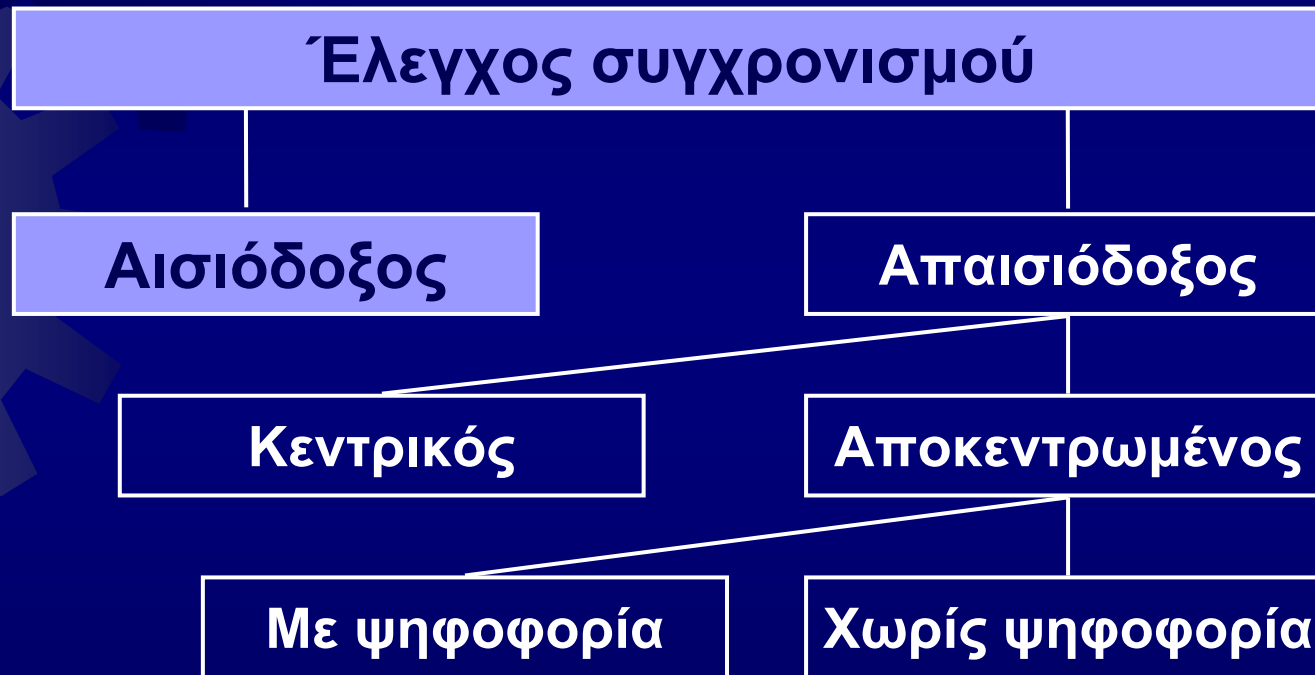 Έλεγχος συγχρονισμού
Αισιόδοξος
Απαισιόδοξος
Κεντρικός
Αποκεντρωμένος
Με ψηφοφορία
Χωρίς ψηφοφορία